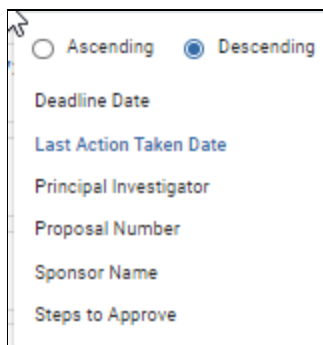 Ascending Descending
Deadline Date
Last Action Taken Date
Principal Investigator
Proposal Number
Sponsor Name
Steps to Approve